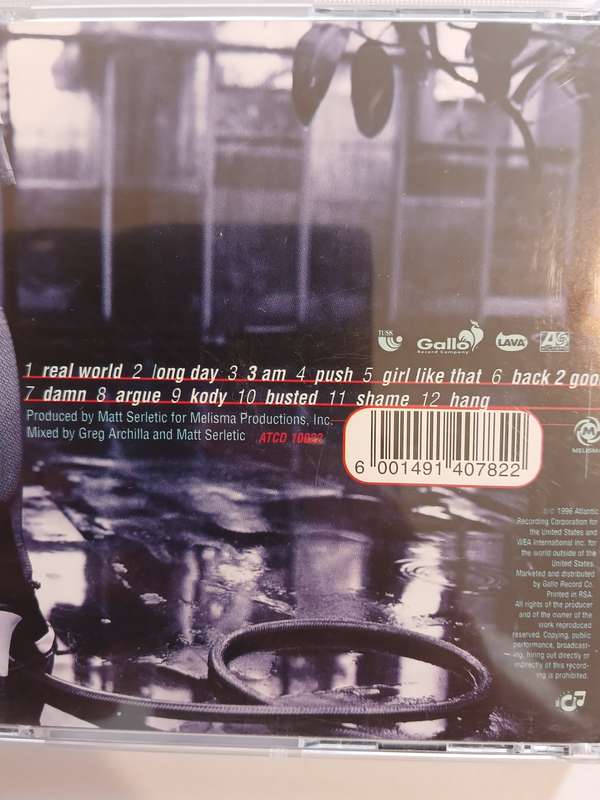 TUSK
Gallo
Record Company
LAVA
1 real world 2 long day 3 3 am 4 push 5 girl like that 6 back 2 goo
7 damn 8 argue 9 kody 10 busted 11 shame 12 hang
Produced by Matt Serletic for Melisma Productions, Inc.
Mixed by Greg Archilla and Matt Serletic ATCD
6 001491 407822
MELISMA
℗© 1996 Atlantic
Recording Corporation for
the United States and
WEA International Inc. for
the world outside of the
United States.
Marketed and distributed
by Gallo Record Co.
Printed in RSA.
All rights of the producer
and of the owner of the
work reproduced
reserved. Copying, public
performance, broadcast-
ing, hiring out directly or
indirectly of this record-
ing is prohibited.